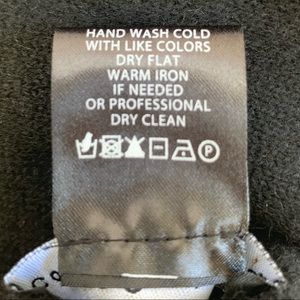 HAND WASH COLD
WITH LIKE COLORS
DRY FLAT
WARM IRON
IF NEEDED
OR PROFESSIONAL
DRY CLEAN
P